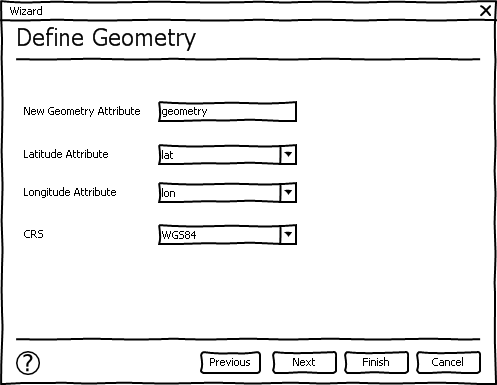 Wizard
Define Geometry
New Geometry Attribute geometry
Latitude Attribute lat
Longitude Attribute lon
CRS WGS84
? Previous Next Finish Cancel